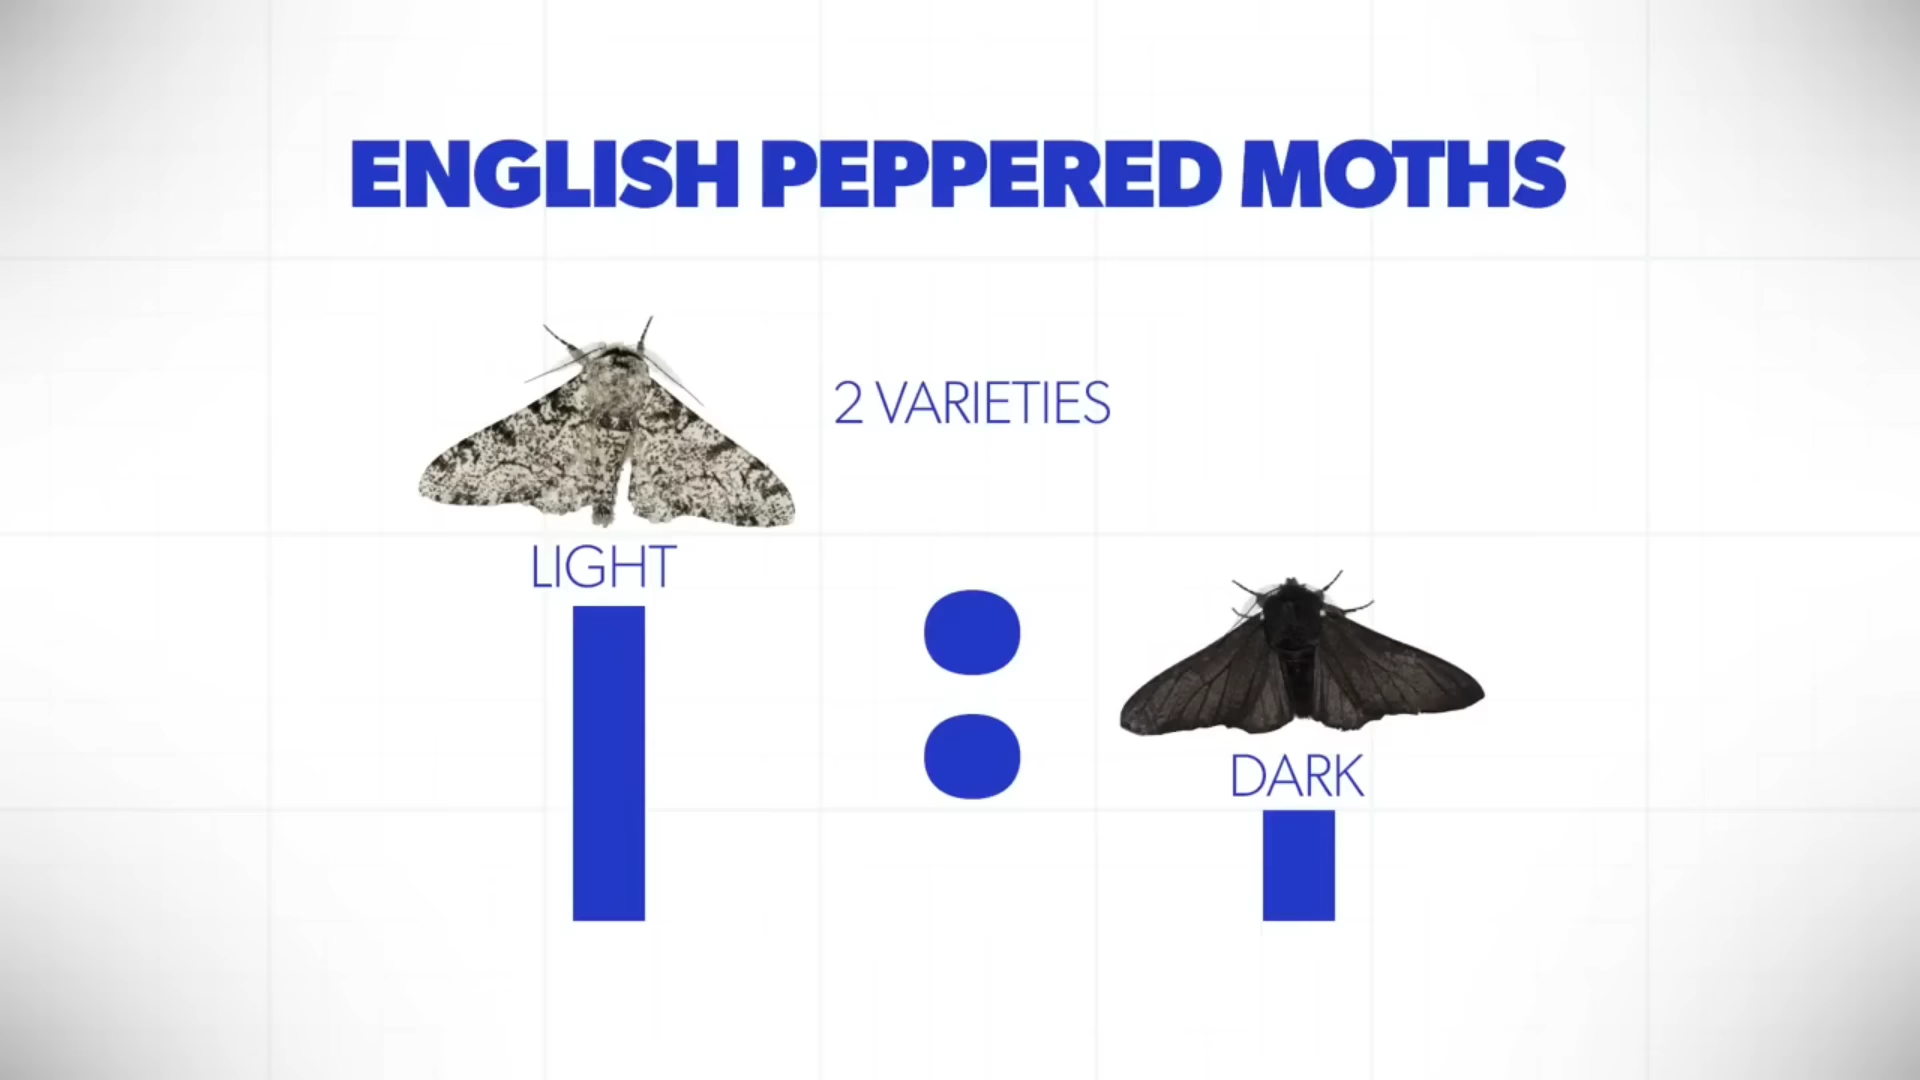 ENGLISH PEPPERED MOTHS
2 VARIETIES
LIGHT
:
DARK